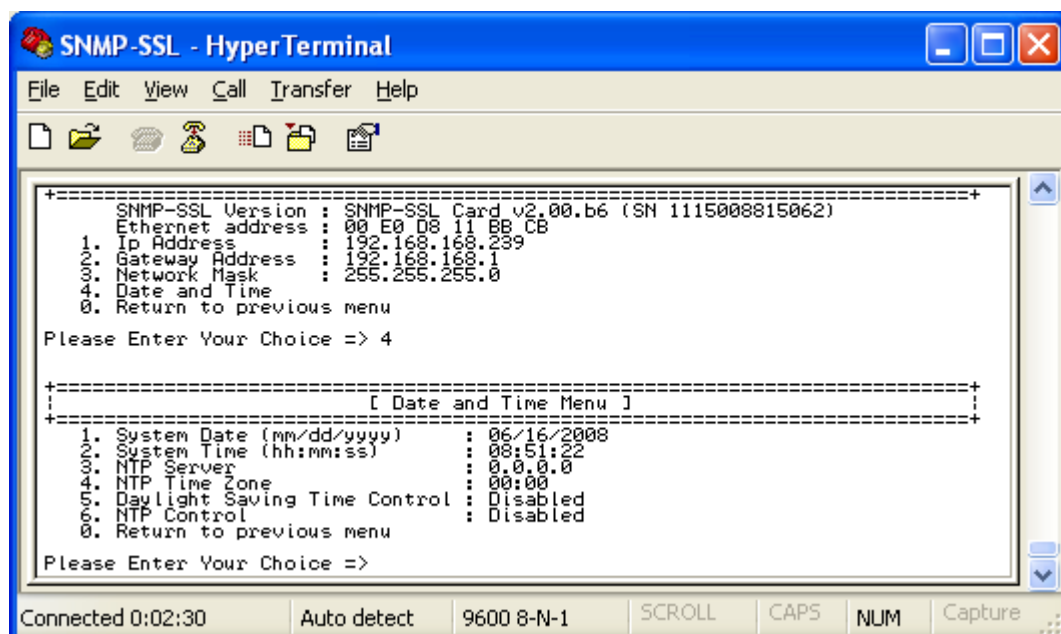 SNMP-SSL - HyperTerminal
File Edit View Call Transfer Help
+============================================================================+
SNMP-SSL Version : SNMP-SSL Card v2.00.b6 (SN 1115008815062)
Ethernet address : 00 E0 D8 11 BB CB
1. Ip Address : 192.168.168.239
2. Gateway Address : 192.168.168.1
3. Network Mask : 255.255.255.0
4. Date and Time
0. Return to previous menu
Please Enter Your Choice => 4
+============================================================================+
| [ Date and Time Menu ] |
+============================================================================+
1. System Date (mm/dd/yyyy) : 06/16/2008
2. System Time (hh:mm:ss) : 08:51:22
3. NTP Server : 0.0.0.0
4. NTP Time Zone : 00:00
5. Daylight Saving Time Control : Disabled
6. NTP Control : Disabled
0. Return to previous menu
Please Enter Your Choice =>
Connected 0:02:30 Auto detect 9600 8-N-1 SCROLL CAPS NUM Capture